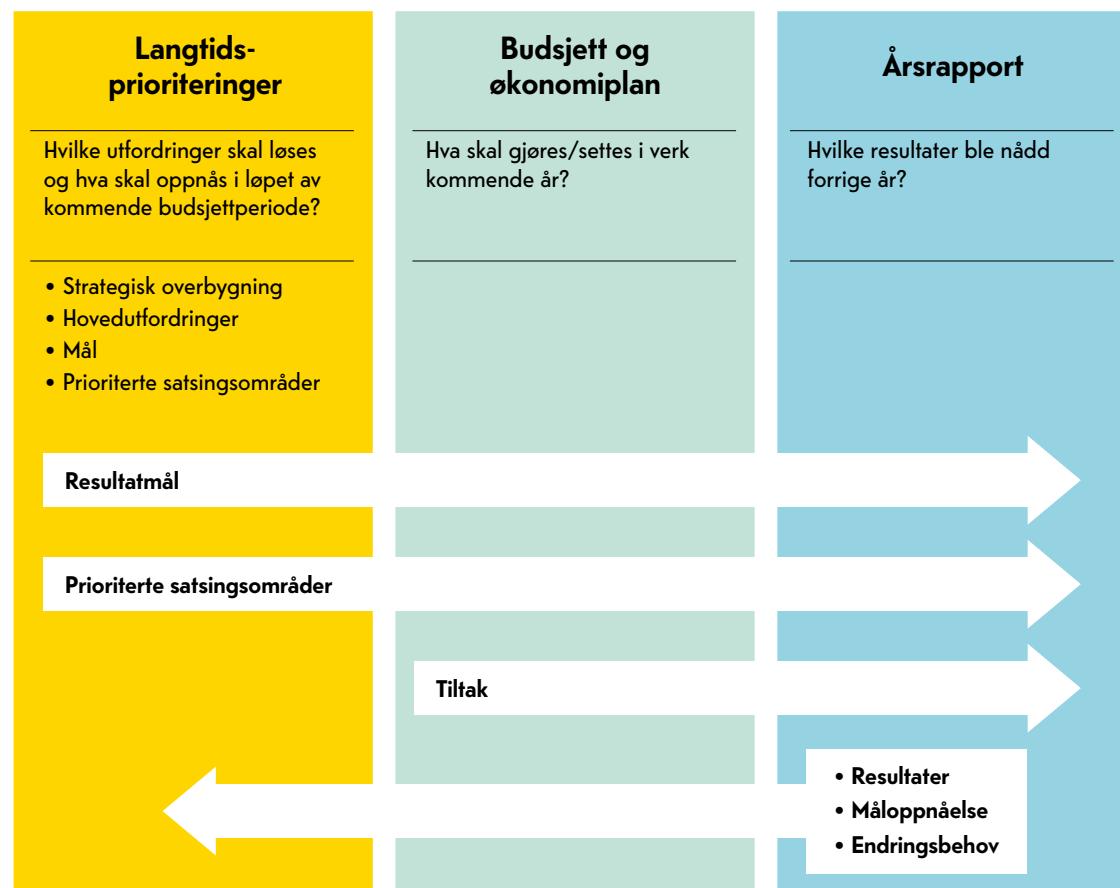 Langtids-
prioriteringer
Hvilke utfordringer skal løses
og hva skal oppnås i løpet av
kommende budsjettperiode?
• Strategisk overbygning
• Hovedutfordringer
• Mål
• Prioriterte satsingsområder
Budsjett og
økonomiplan
Hva skal gjøres/settes i verk
kommende år?
Årsrapport
Hvilke resultater ble nådd
forrige år?
Resultatmål
Prioriterte satsingsområder
Tiltak
• Resultater
• Måloppnåelse
• Endringsbehov